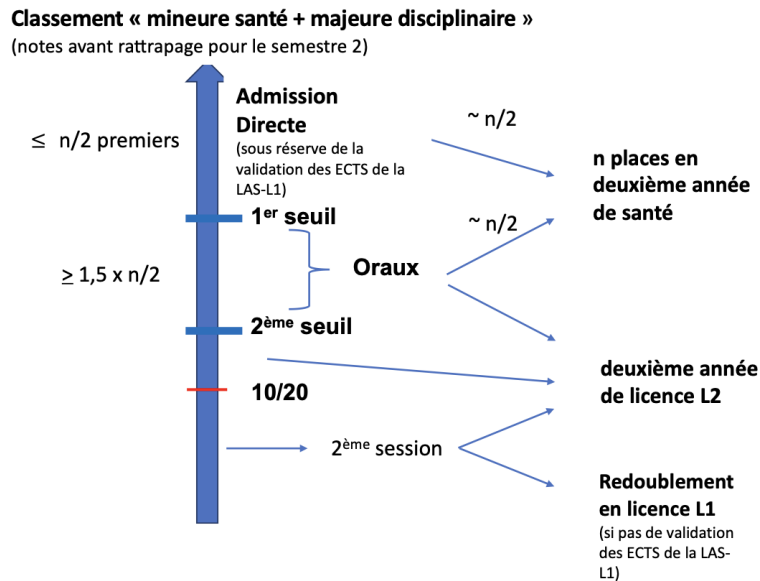 Classement « mineure santé + majeure disciplinaire »
(notes avant rattrapage pour le semestre 2)
≤ n/2 premiers
Admission
Directe
(sous réserve de la
validation des ECTS de la
LAS-L1)
~ n/2
n places en
deuxième année
de santé
1er seuil
~ n/2
≥ 1,5 x n/2
Oraux
2ème seuil
10/20
deuxième année
de licence L2
2ème session
Redoublement
en licence L1
(si pas de validation
des ECTS de la LAS-
L1)